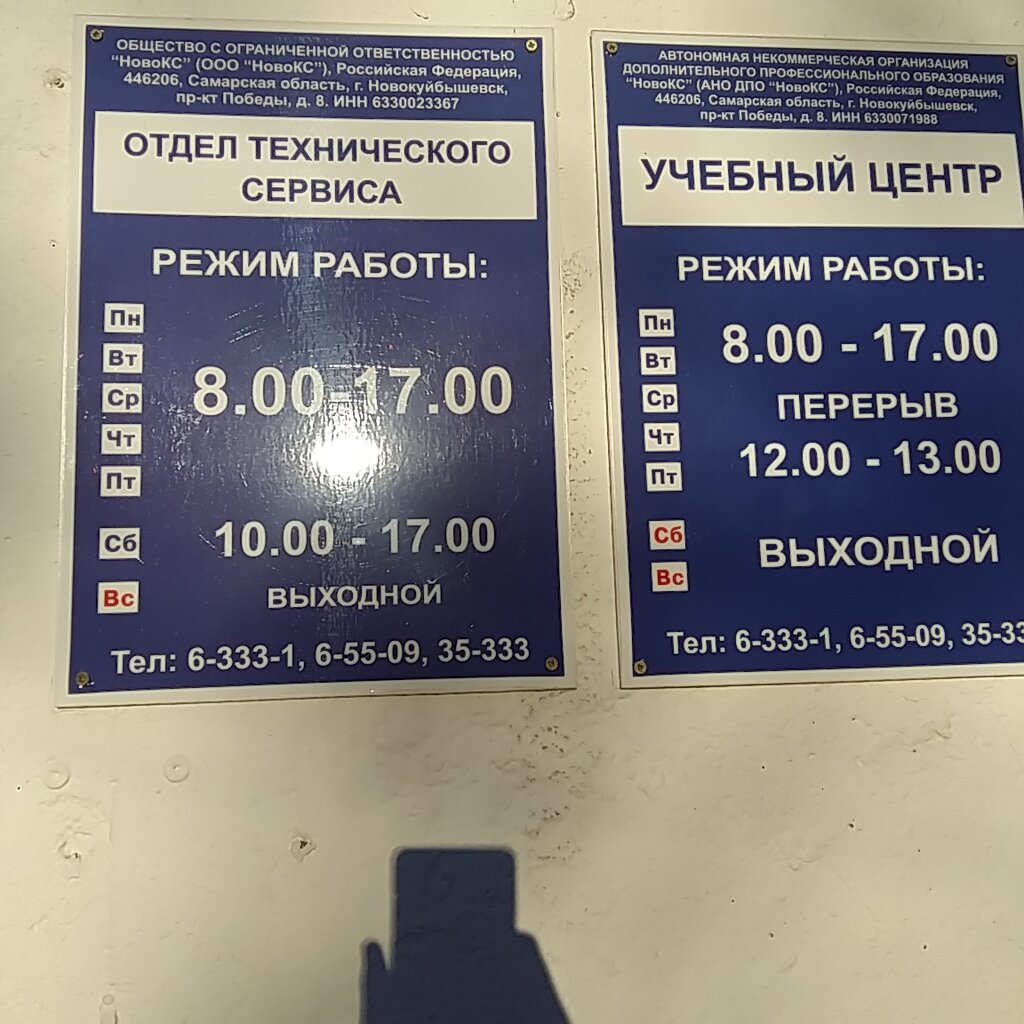 ОБЩЕСТВО С ОГРАНИЧЕННОЙ ОТВЕТСТВЕННОСТЬЮ
"НовоКС" (ООО "НовоКС"), Российская Федерация,
446206, Самарская область, г. Новокуйбышевск,
пр-кт Победы, д. 8. ИНН 6330023367
ОТДЕЛ ТЕХНИЧЕСКОГО
СЕРВИСА
РЕЖИМ РАБОТЫ:
Пн
Вт
Ср
Чт
Пт
8.00-17.00
Сб
10.00 - 17.00
Вс
ВЫХОДНОЙ
Тел: 6-333-1, 6-55-09, 35-333
АВТОНОМНАЯ НЕКОММЕРЧЕСКАЯ ОРГАНИЗАЦИЯ
ДОПОЛНИТЕЛЬНОГО ПРОФЕССИОНАЛЬНОГО ОБРАЗОВАНИЯ
"НовоКС" (АНО ДПО "НовоКС"), Российская Федерация,
446206, Самарская область, г. Новокуйбышевск,
пр-кт Победы, д. 8. ИНН 6330071988
УЧЕБНЫЙ ЦЕНТР
РЕЖИМ РАБОТЫ:
Пн
Вт
Ср
Чт
Пт
8.00 - 17.00
ПЕРЕРЫВ
12.00 - 13.00
Сб
Вс
ВЫХОДНОЙ
Тел: 6-333-1, 6-55-09,